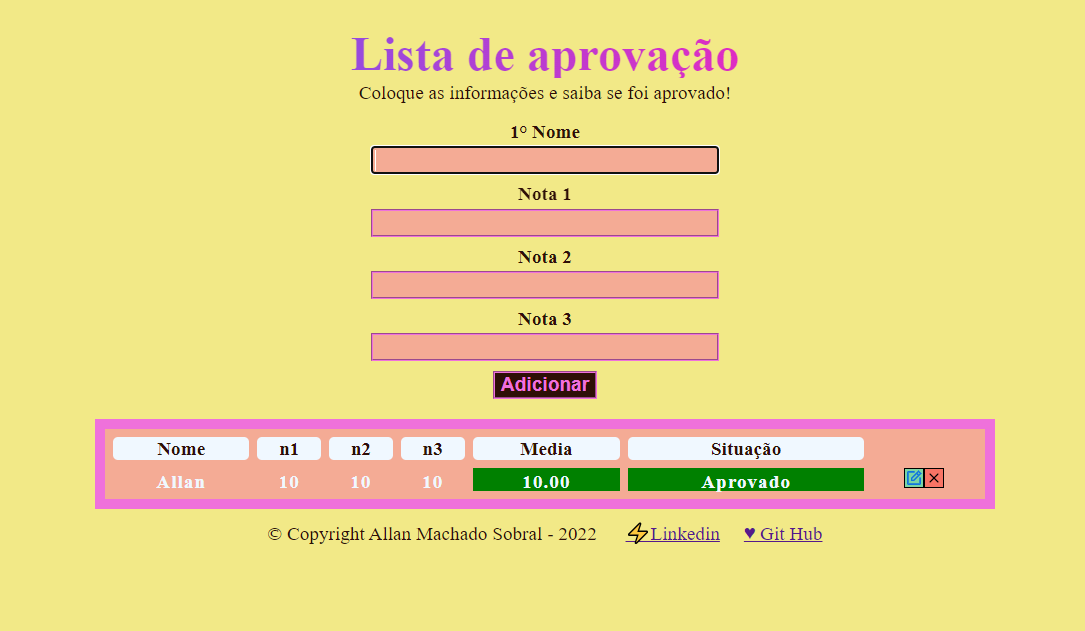 Lista de aprovação
Coloque as informações e saiba se foi aprovado!
1° Nome
Nota 1
Nota 2
Nota 3
Adicionar
Nome n1 n2 n3 Media Situação
Allan 10 10 10 10.00 Aprovado
© Copyright Allan Machado Sobral - 2022 ⚡Linkedin ♥ Git Hub